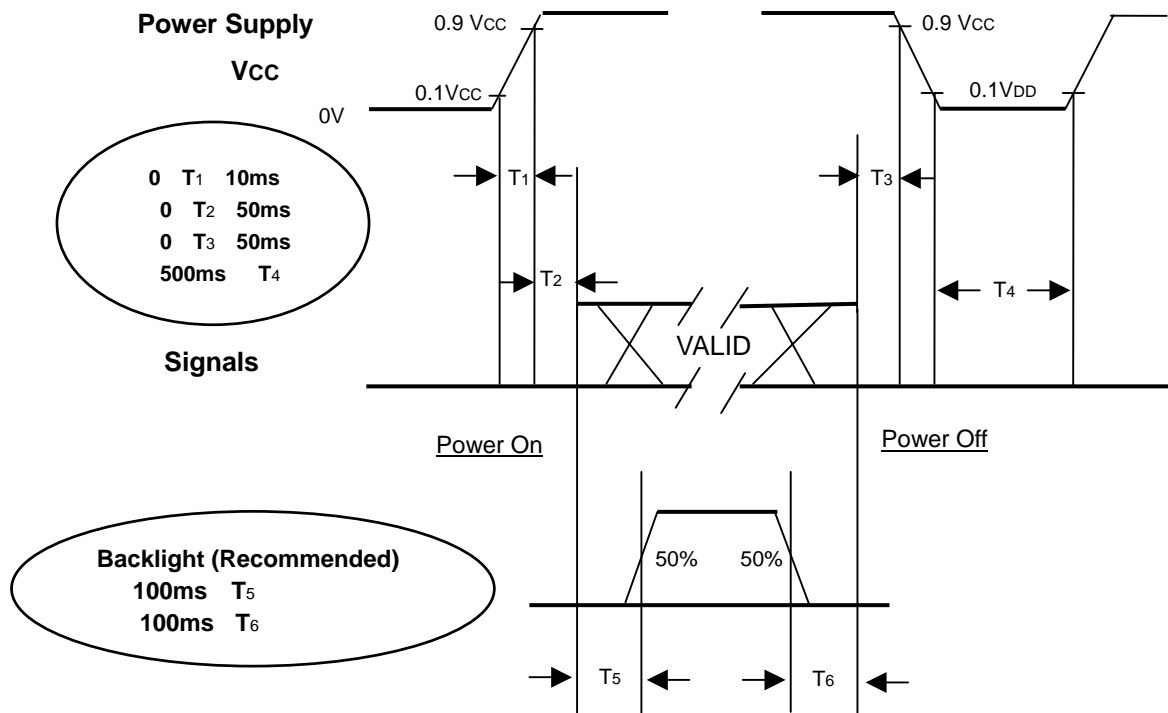 Power Supply
VCC
0.9 VCC
0.1VCC
0V
0.9 VCC
0.1VDD
0 T1 10ms
0 T2 50ms
0 T3 50ms
500ms T4
T1
T2
T3
T4
Signals
VALID
Power On
Power Off
Backlight (Recommended)
100ms T5
100ms T6
50%
50%
T5
T6